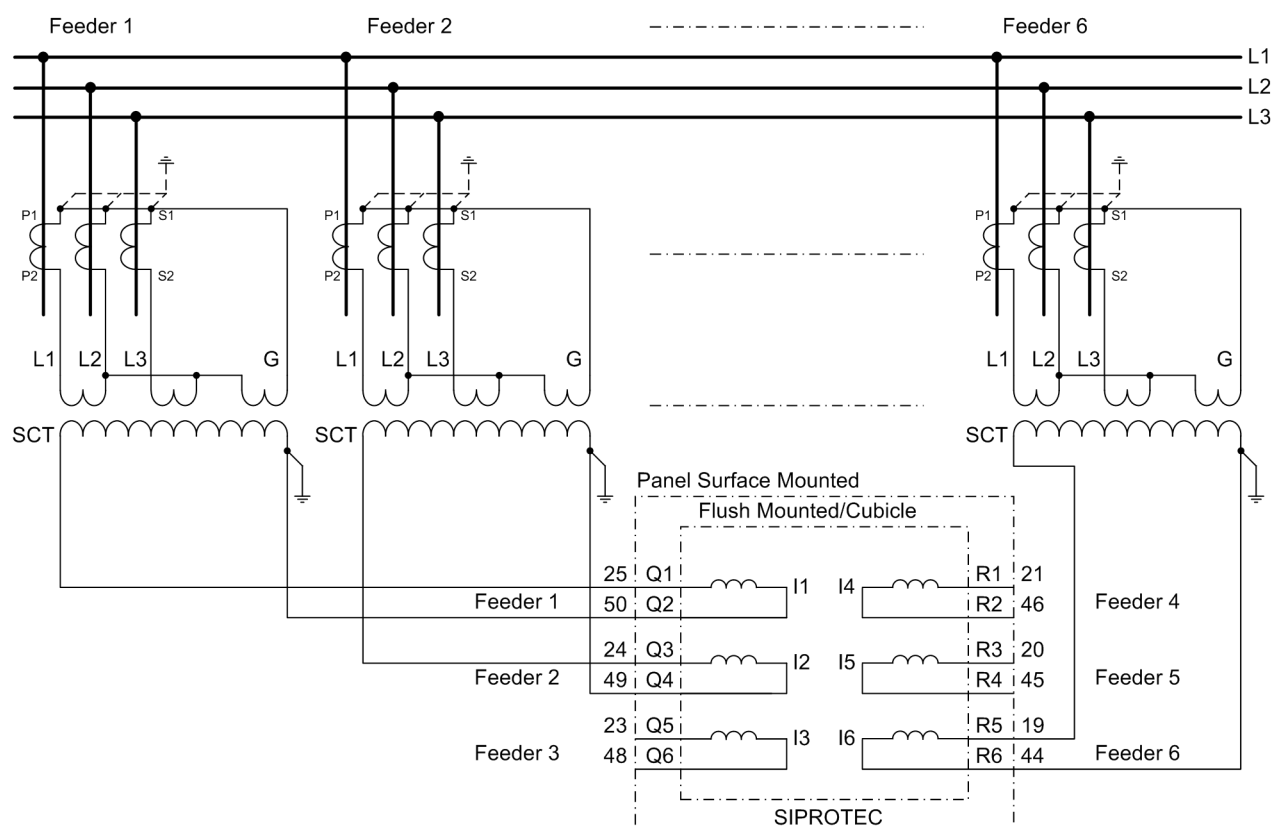 Feeder 1 Feeder 2 Feeder 6
L1
L2
L3
P1 S1 P1 S1 P1 S1
P2 S2 P2 S2 P2 S2
L1 L2 L3 G L1 L2 L3 G L1 L2 L3 G
SCT SCT SCT
Panel Surface Mounted
Flush Mounted/Cubicle
25 Q1 I1 I4 R1 21
Feeder 1 50 Q2 R2 46 Feeder 4
24 Q3 I2 I5 R3 20
Feeder 2 49 Q4 R4 45 Feeder 5
23 Q5 I3 I6 R5 19
Feeder 3 48 Q6 R6 44 Feeder 6
SIPROTEC